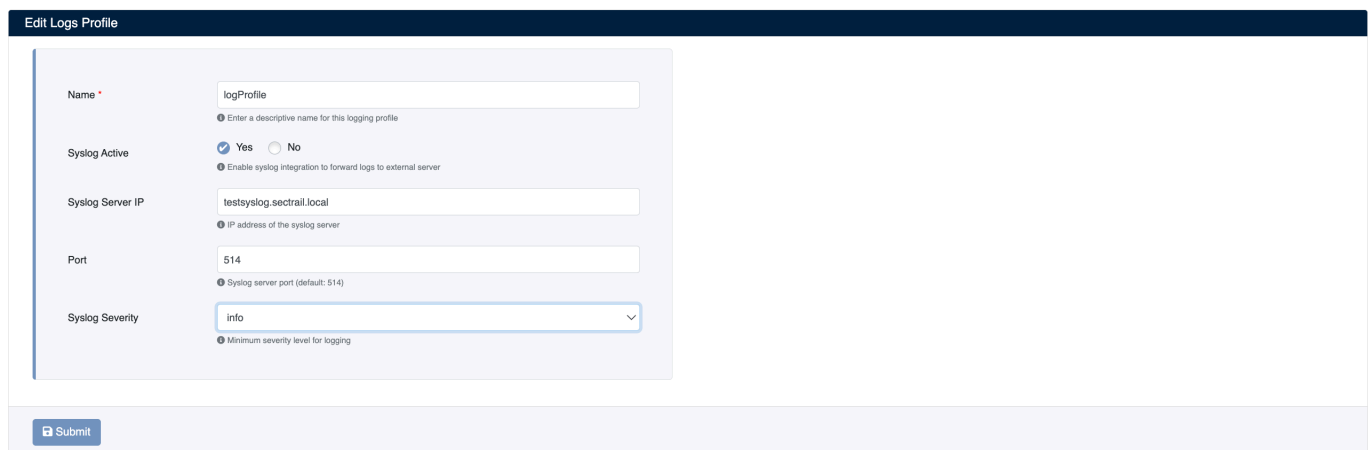 Edit Logs Profile
Name *
logProfile
Enter a descriptive name for this logging profile
Syslog Active
Yes No
Enable syslog integration to forward logs to external server
Syslog Server IP
testsyslog.sectrail.local
IP address of the syslog server
Port
514
Syslog server port (default: 514)
Syslog Severity
info
Minimum severity level for logging
Submit